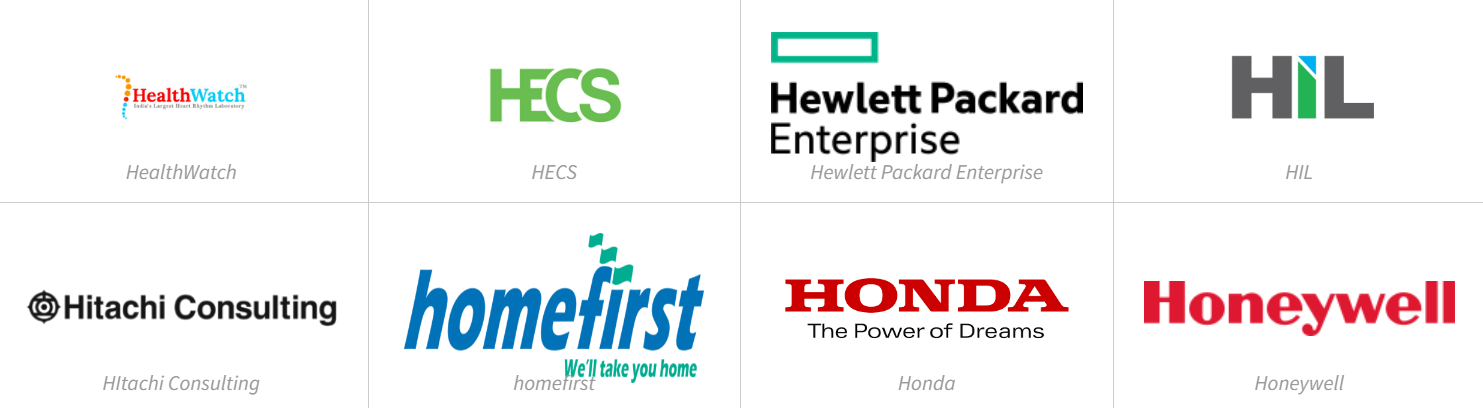 HealthWatch™
India's Largest Heart Rhythm Laboratory
HealthWatch
HECS
HECS
Hewlett Packard
Enterprise
Hewlett Packard Enterprise
HIL
HIL
Hitachi Consulting
HItachi Consulting
homefirst
We'll take you home
homefirst
HONDA
The Power of Dreams
Honda
Honeywell
Honeywell